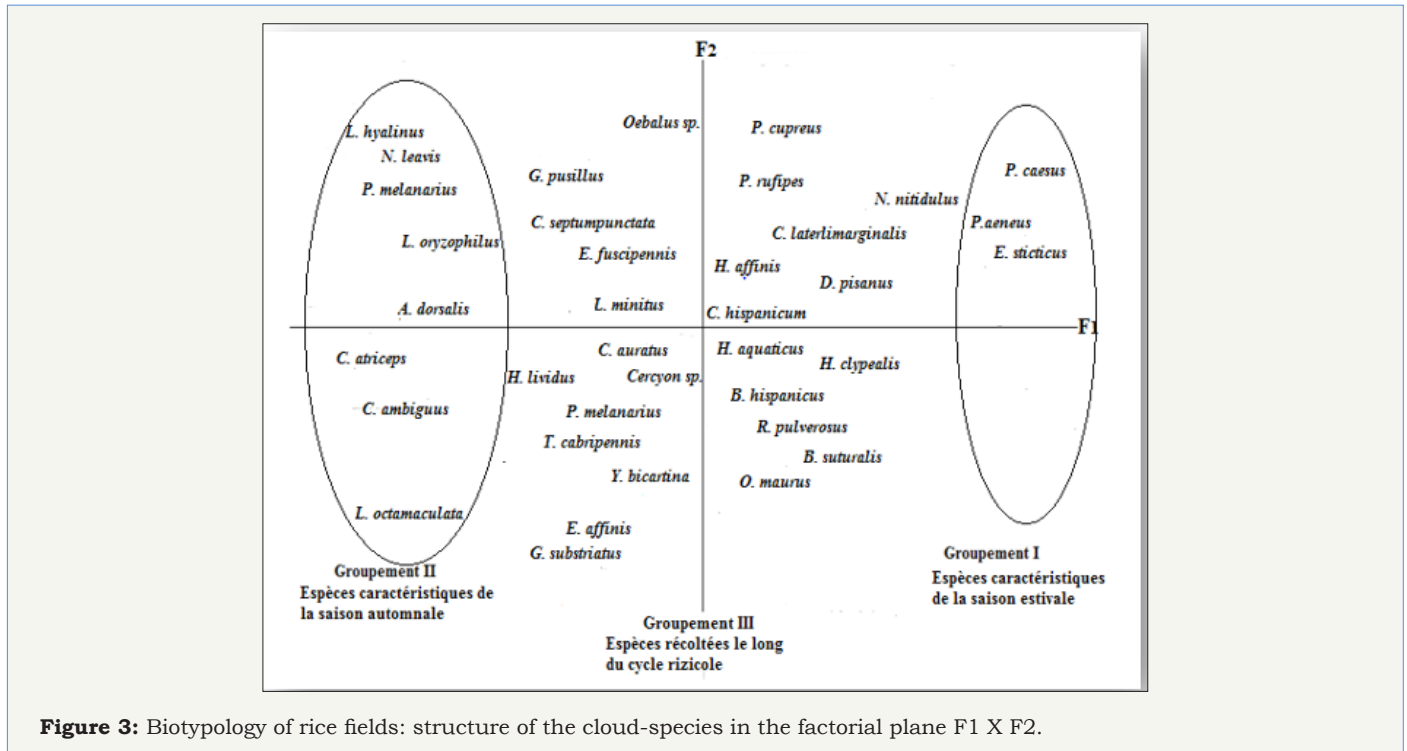 F2
Oebalus sp.
P. cupreus
L. hyalinus
N. leavis
P. caesus
G. pusillus
P. rufipes
P. melanarius
N. nitidulus
C. septumpunctata
P.aeneus
C. laterlimarginalis
L. oryzophilus
E. fuscipennis
E. sticticus
H. affinis
D. pisanus
L. minitus
A. dorsalis
C. hispanicum
F1
C. auratus
H. aquaticus
C. atriceps
H. clypealis
H. lividus
Cercyon sp.
B. hispanicus
C. ambiguus
P. melanarius
R. pulverosus
T. cabripennis
B. suturalis
Y. bicartina
O. maurus
L. octamaculata
E. affinis
G. substriatus
Groupement I
Espèces caractéristiques
de la saison estivale
Groupement II
Espèces caractéristiques de
la saison automnale
Groupement III
Espèces récoltées le long
du cycle rizicole
Figure 3: Biotypology of rice fields: structure of the cloud-species in the factorial plane F1 X F2.